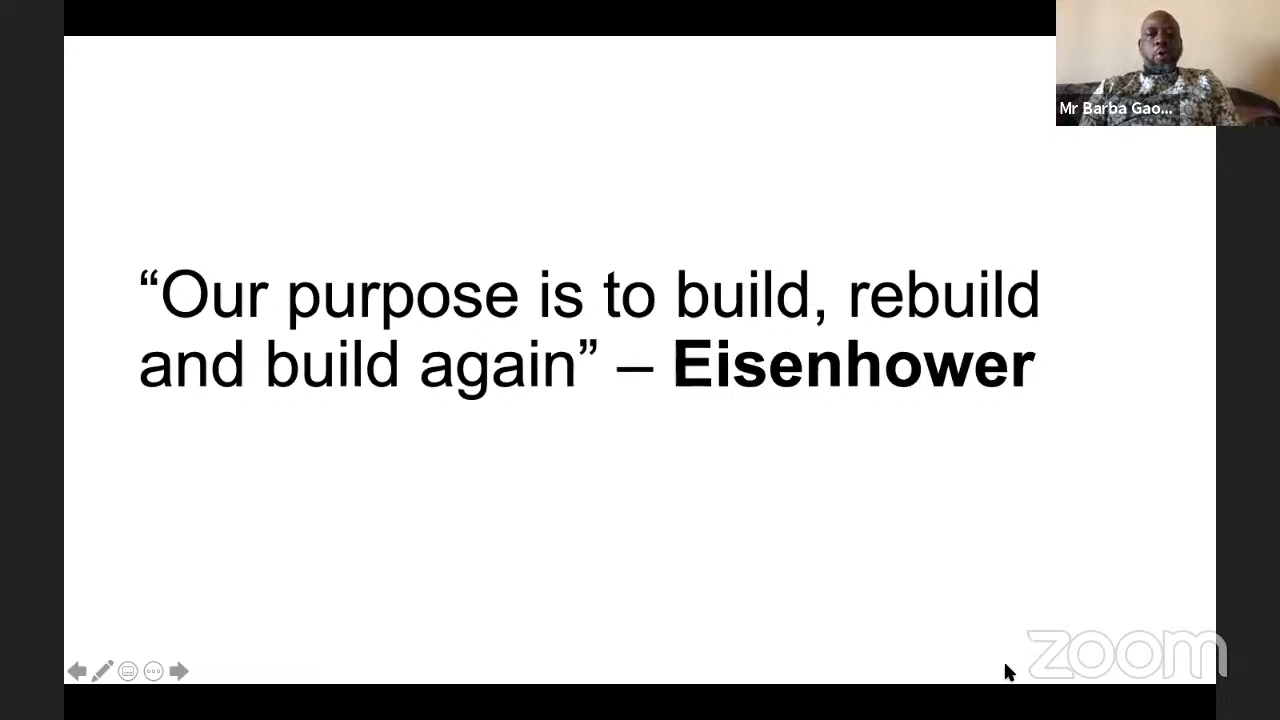 Mr Barba Gao...
“Our purpose is to build, rebuild
and build again” – Eisenhower
zoom